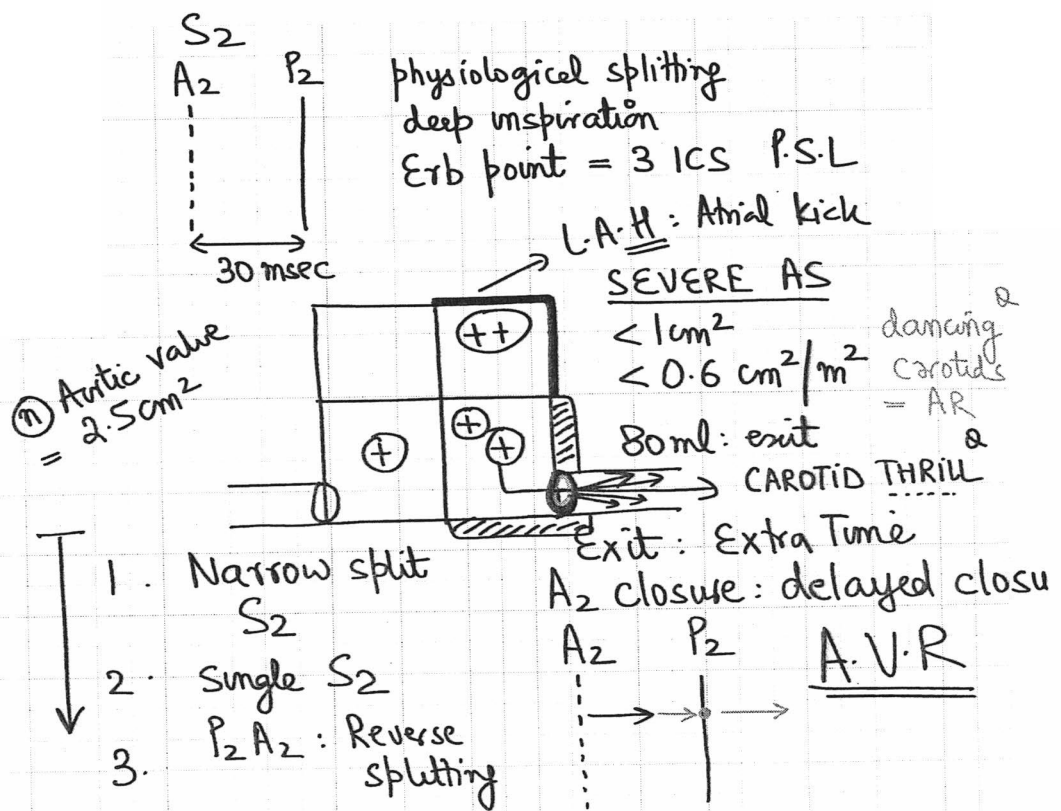 S2
A2 P2
physiological splitting
deep inspiration
Erb point = 3 ICS P.S.L
30 msec
L.A.H : Atrial kick
SEVERE AS
< 1cm²
< 0.6 cm²/m²
dancing
carotids
= AR
n Aortic valve
= 2.5cm²
++
+
+
+
80ml : exit
CAROTID THRILL
Exit : Extra Time
A2 closure : delayed closu
1. Narrow split
S2
2. Single S2
3. P2 A2 : Reverse
splitting
A2 P2
A.V.R